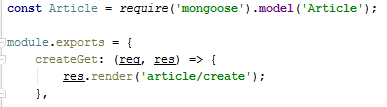 const Article = require('mongoose').model('Article');
module.exports = {
    createGet: (req, res) => {
        res.render('article/create');
    },